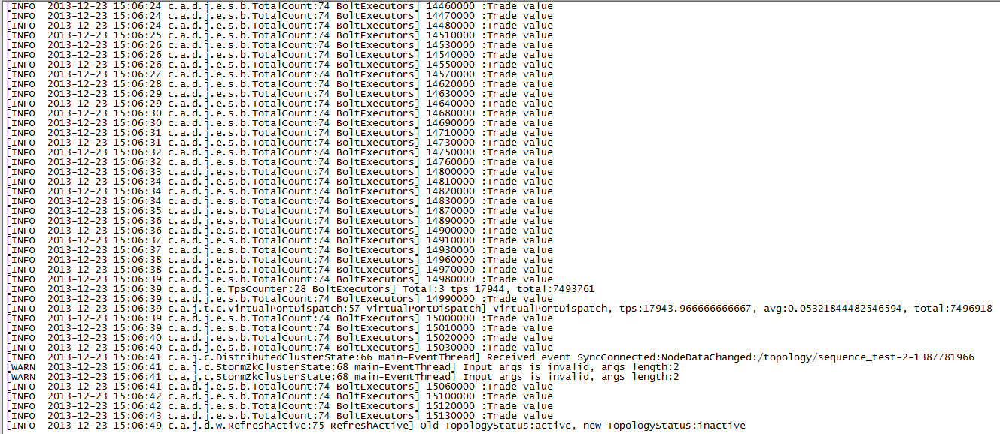 [INFO  2013-12-23 15:06:24 c.a.d.j.e.s.b.TotalCount:74 BoltExecutors] 14460000 :Trade value
[INFO  2013-12-23 15:06:24 c.a.d.j.e.s.b.TotalCount:74 BoltExecutors] 14470000 :Trade value
[INFO  2013-12-23 15:06:24 c.a.d.j.e.s.b.TotalCount:74 BoltExecutors] 14480000 :Trade value
[INFO  2013-12-23 15:06:25 c.a.d.j.e.s.b.TotalCount:74 BoltExecutors] 14510000 :Trade value
[INFO  2013-12-23 15:06:26 c.a.d.j.e.s.b.TotalCount:74 BoltExecutors] 14530000 :Trade value
[INFO  2013-12-23 15:06:26 c.a.d.j.e.s.b.TotalCount:74 BoltExecutors] 14540000 :Trade value
[INFO  2013-12-23 15:06:26 c.a.d.j.e.s.b.TotalCount:74 BoltExecutors] 14550000 :Trade value
[INFO  2013-12-23 15:06:27 c.a.d.j.e.s.b.TotalCount:74 BoltExecutors] 14570000 :Trade value
[INFO  2013-12-23 15:06:28 c.a.d.j.e.s.b.TotalCount:74 BoltExecutors] 14620000 :Trade value
[INFO  2013-12-23 15:06:29 c.a.d.j.e.s.b.TotalCount:74 BoltExecutors] 14630000 :Trade value
[INFO  2013-12-23 15:06:29 c.a.d.j.e.s.b.TotalCount:74 BoltExecutors] 14640000 :Trade value
[INFO  2013-12-23 15:06:30 c.a.d.j.e.s.b.TotalCount:74 BoltExecutors] 14680000 :Trade value
[INFO  2013-12-23 15:06:30 c.a.d.j.e.s.b.TotalCount:74 BoltExecutors] 14690000 :Trade value
[INFO  2013-12-23 15:06:31 c.a.d.j.e.s.b.TotalCount:74 BoltExecutors] 14710000 :Trade value
[INFO  2013-12-23 15:06:31 c.a.d.j.e.s.b.TotalCount:74 BoltExecutors] 14730000 :Trade value
[INFO  2013-12-23 15:06:32 c.a.d.j.e.s.b.TotalCount:74 BoltExecutors] 14750000 :Trade value
[INFO  2013-12-23 15:06:32 c.a.d.j.e.s.b.TotalCount:74 BoltExecutors] 14760000 :Trade value
[INFO  2013-12-23 15:06:33 c.a.d.j.e.s.b.TotalCount:74 BoltExecutors] 14800000 :Trade value
[INFO  2013-12-23 15:06:34 c.a.d.j.e.s.b.TotalCount:74 BoltExecutors] 14810000 :Trade value
[INFO  2013-12-23 15:06:34 c.a.d.j.e.s.b.TotalCount:74 BoltExecutors] 14820000 :Trade value
[INFO  2013-12-23 15:06:34 c.a.d.j.e.s.b.TotalCount:74 BoltExecutors] 14830000 :Trade value
[INFO  2013-12-23 15:06:35 c.a.d.j.e.s.b.TotalCount:74 BoltExecutors] 14870000 :Trade value
[INFO  2013-12-23 15:06:36 c.a.d.j.e.s.b.TotalCount:74 BoltExecutors] 14890000 :Trade value
[INFO  2013-12-23 15:06:36 c.a.d.j.e.s.b.TotalCount:74 BoltExecutors] 14900000 :Trade value
[INFO  2013-12-23 15:06:37 c.a.d.j.e.s.b.TotalCount:74 BoltExecutors] 14910000 :Trade value
[INFO  2013-12-23 15:06:37 c.a.d.j.e.s.b.TotalCount:74 BoltExecutors] 14930000 :Trade value
[INFO  2013-12-23 15:06:38 c.a.d.j.e.s.b.TotalCount:74 BoltExecutors] 14960000 :Trade value
[INFO  2013-12-23 15:06:38 c.a.d.j.e.s.b.TotalCount:74 BoltExecutors] 14970000 :Trade value
[INFO  2013-12-23 15:06:39 c.a.d.j.e.s.b.TotalCount:74 BoltExecutors] 14980000 :Trade value
[INFO  2013-12-23 15:06:39 c.a.d.j.e.TpsCounter:28 BoltExecutors] Total:3 tps 17944, total:7493761
[INFO  2013-12-23 15:06:39 c.a.d.j.e.s.b.TotalCount:74 BoltExecutors] 14990000 :Trade value
[INFO  2013-12-23 15:06:39 c.a.j.t.c.VirtualPortDispatch:57 VirtualPortDispatch] VirtualPortDispatch, tps:17943.966666666667, avg:0.05321844482546594, total:7496918
[INFO  2013-12-23 15:06:39 c.a.d.j.e.s.b.TotalCount:74 BoltExecutors] 15000000 :Trade value
[INFO  2013-12-23 15:06:39 c.a.d.j.e.s.b.TotalCount:74 BoltExecutors] 15010000 :Trade value
[INFO  2013-12-23 15:06:40 c.a.d.j.e.s.b.TotalCount:74 BoltExecutors] 15020000 :Trade value
[INFO  2013-12-23 15:06:40 c.a.d.j.e.s.b.TotalCount:74 BoltExecutors] 15030000 :Trade value
[INFO  2013-12-23 15:06:41 c.a.j.c.DistributedClusterState:66 main-EventThread] Received event SyncConnected:NodeDataChanged:/topology/sequence_test-2-1387781966
[WARN  2013-12-23 15:06:41 c.a.j.c.StormZkClusterState:68 main-EventThread] Input args is invalid, args length:2
[WARN  2013-12-23 15:06:41 c.a.j.c.StormZkClusterState:68 main-EventThread] Input args is invalid, args length:2
[INFO  2013-12-23 15:06:41 c.a.d.j.e.s.b.TotalCount:74 BoltExecutors] 15060000 :Trade value
[INFO  2013-12-23 15:06:42 c.a.d.j.e.s.b.TotalCount:74 BoltExecutors] 15100000 :Trade value
[INFO  2013-12-23 15:06:42 c.a.d.j.e.s.b.TotalCount:74 BoltExecutors] 15120000 :Trade value
[INFO  2013-12-23 15:06:43 c.a.d.j.e.s.b.TotalCount:74 BoltExecutors] 15130000 :Trade value
[INFO  2013-12-23 15:06:49 c.a.j.d.w.RefreshActive:75 RefreshActive] Old TopologyStatus:active, new TopologyStatus:inactive